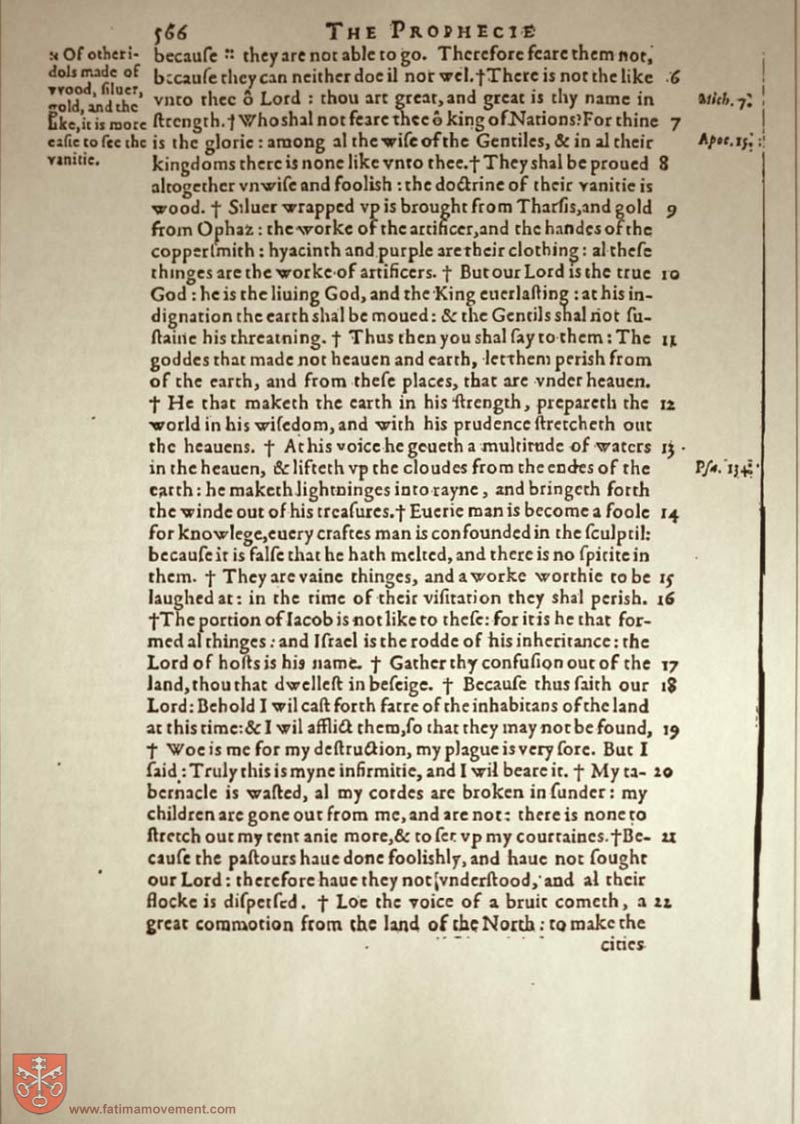 566 THE PROPHECIE
:: Of other i-
dols made of
wood, siluer,
gold, and the
like, it is more
easie to see the
vanitie.
becauſe :: they are not able to go. Therefore feare them not,
becauſe they can neither doe il nor wel. † There is not the like 6
vnto thee ô Lord : thou art great, and great is thy name in
ſtrength. † Who shal not feare thee ô king of Nations? For thine 7
is the glorie : among al the wiſe of the Gentiles, & in al their
kingdoms there is none like vnto thee. † They shal be proued 8
altogether vnwiſe and foolish : the doctrine of their vanitie is
wood. † Siluer wrapped vp is brought from Tharſis, and gold 9
from Ophaz : the worke of the artificer, and the handes of the
copperſmith : hyacinth and purple are their clothing : al theſe
thinges are the worke of artificers. † But our Lord is the true 10
God : he is the liuing God, and the King euerlaſting : at his in-
dignation the earth shal be moued : & the Gentils shal not ſu-
ſtaine his threatning. † Thus then you shal ſay to them : The 11
goddes that made not heauen and earth, let them perish from
of the earth, and from theſe places, that are vnder heauen.
† He that maketh the earth in his ſtrength, prepareth the 12
world in his wiſedom, and with his prudence ſtretcheth out
the heauens. † At his voice he geueth a multitude of waters 13
in the heauen, & lifteth vp the cloudes from the endes of the
earth : he maketh lightninges into rayne, and bringeth forth
the winde out of his treaſures. † Euerie man is become a foole 14
for knowlege, euery craftes man is confounded in the ſculptil:
becauſe it is falſe that he hath melted, and there is no ſpirite in
them. † They are vaine thinges, and a worke worthie to be 15
laughed at : in the time of their viſitation they shal perish. 16
† The portion of Iacob is not like to theſe : for it is he that for-
med al thinges : and Iſrael is the rodde of his inheritance : the
Lord of hoſts is his name. † Gather thy confuſion out of the 17
land, thou that dwelleſt in beſeige. † Becauſe thus ſaith our 18
Lord: Behold I wil caſt forth farre of the inhabitans of the land
at this time: & I wil afflict them, ſo that they may not be found, 19
† Woe is me for my deſtruction, my plague is very ſore. But I
ſaid : Truly this is myne infirmitie, and I wil beare it. † My ta- 20
bernacle is waſted, al my cordes are broken in ſunder : my
children are gone out from me, and are not : there is none to
ſtretch out my tent anie more, & to ſet vp my courtaines. † Be- 21
cauſe the paſtours haue done foolishly, and haue not ſought
our Lord : therefore haue they not vnderſtood, and al their
flocke is diſperſed. † Loe the voice of a bruit cometh, a 22
great commotion from the land of the North : to make the
cities
Mich. 7.
Apoc. 15.
Pſa. 134.
www.fatimamovement.com